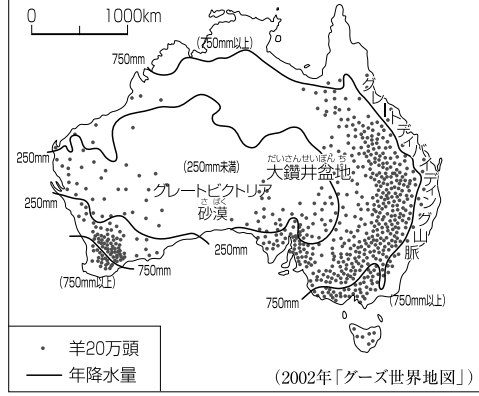 0 1000km
(750mm以上)
750mm
グレートディバイディング山脈
250mm
(250mm未満)
だいさんせいぼんち
大鑽井盆地
グレートビクトリア
さばく
砂漠
250mm
250mm
(750mm以上)
750mm
750mm
(750mm以上)
羊20万頭
年降水量
(2002年「グーズ世界地図」)